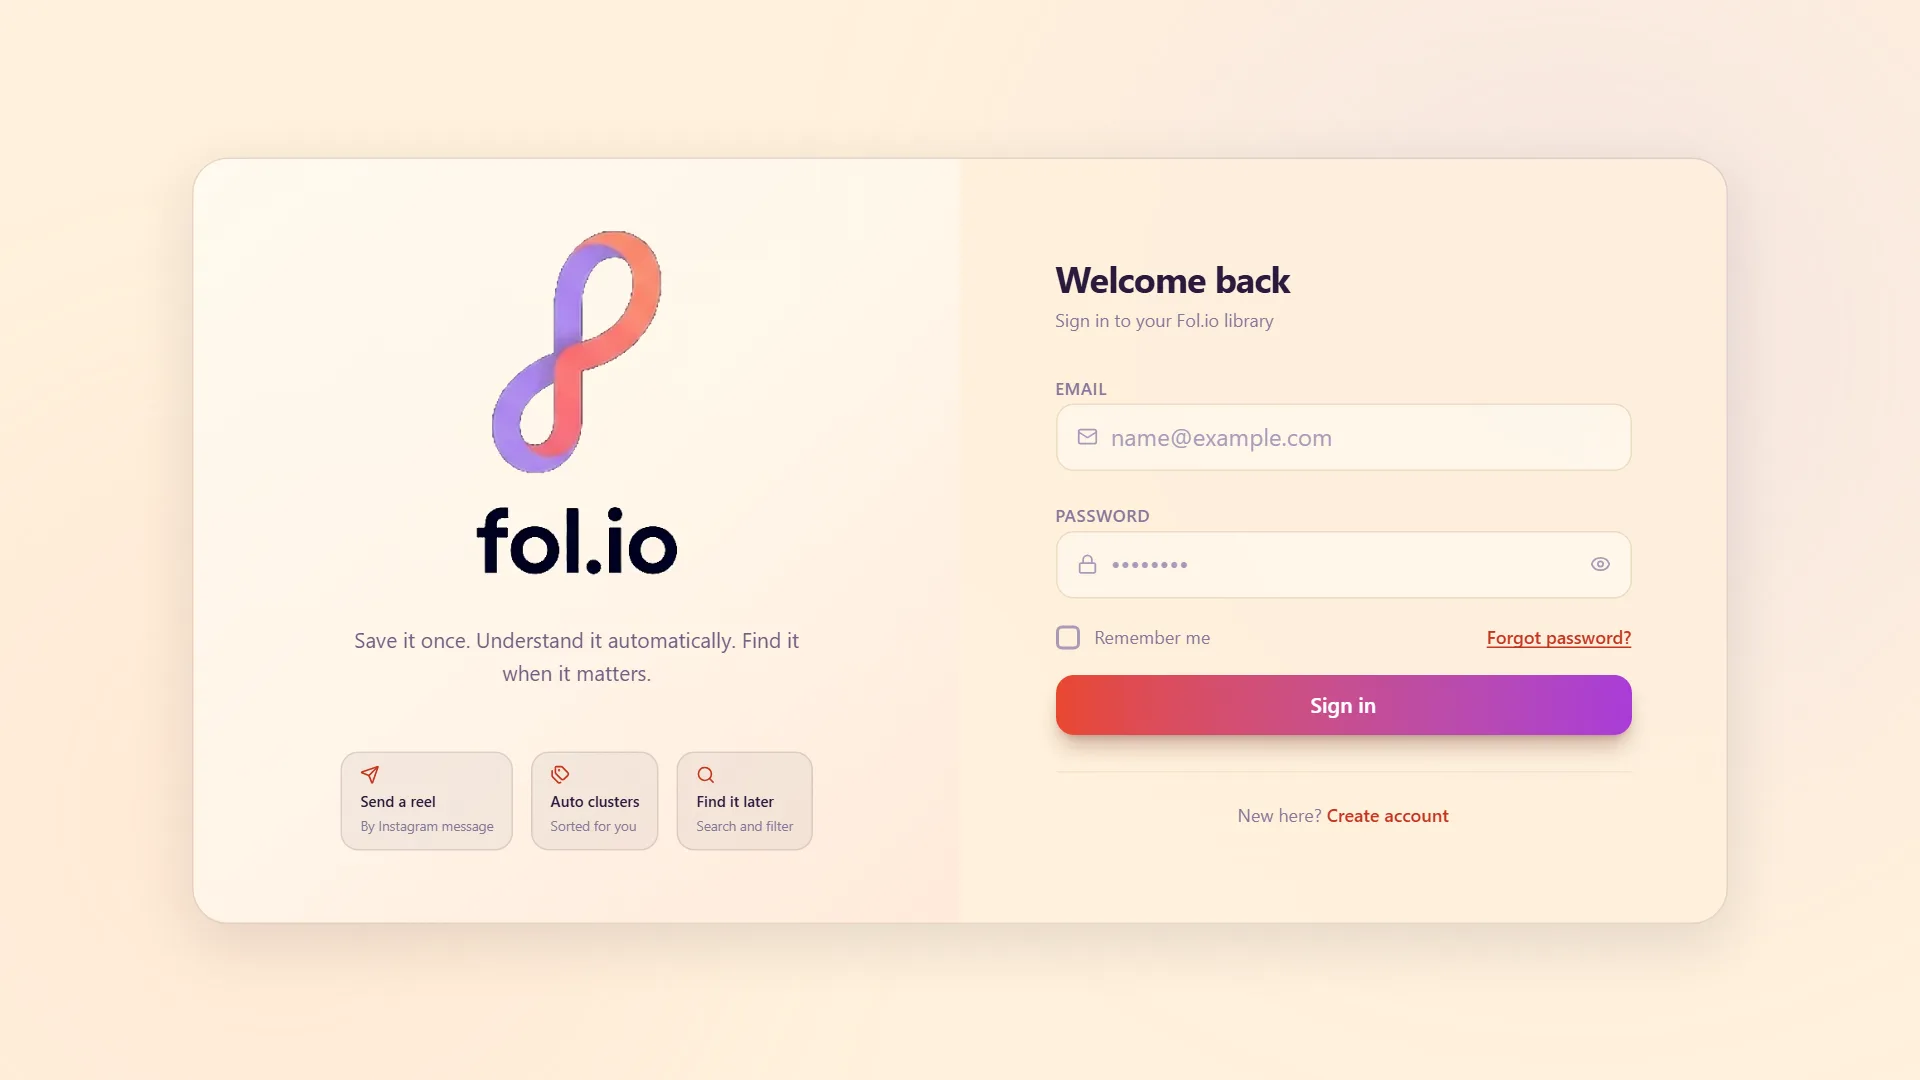 fol.io
Save it once. Understand it automatically. Find it
when it matters.
Send a reel
By Instagram message
Auto clusters
Sorted for you
Find it later
Search and filter
Welcome back
Sign in to your Fol.io library
EMAIL
name@example.com
PASSWORD
••••••••
Remember me
Forgot password?
Sign in
New here? Create account